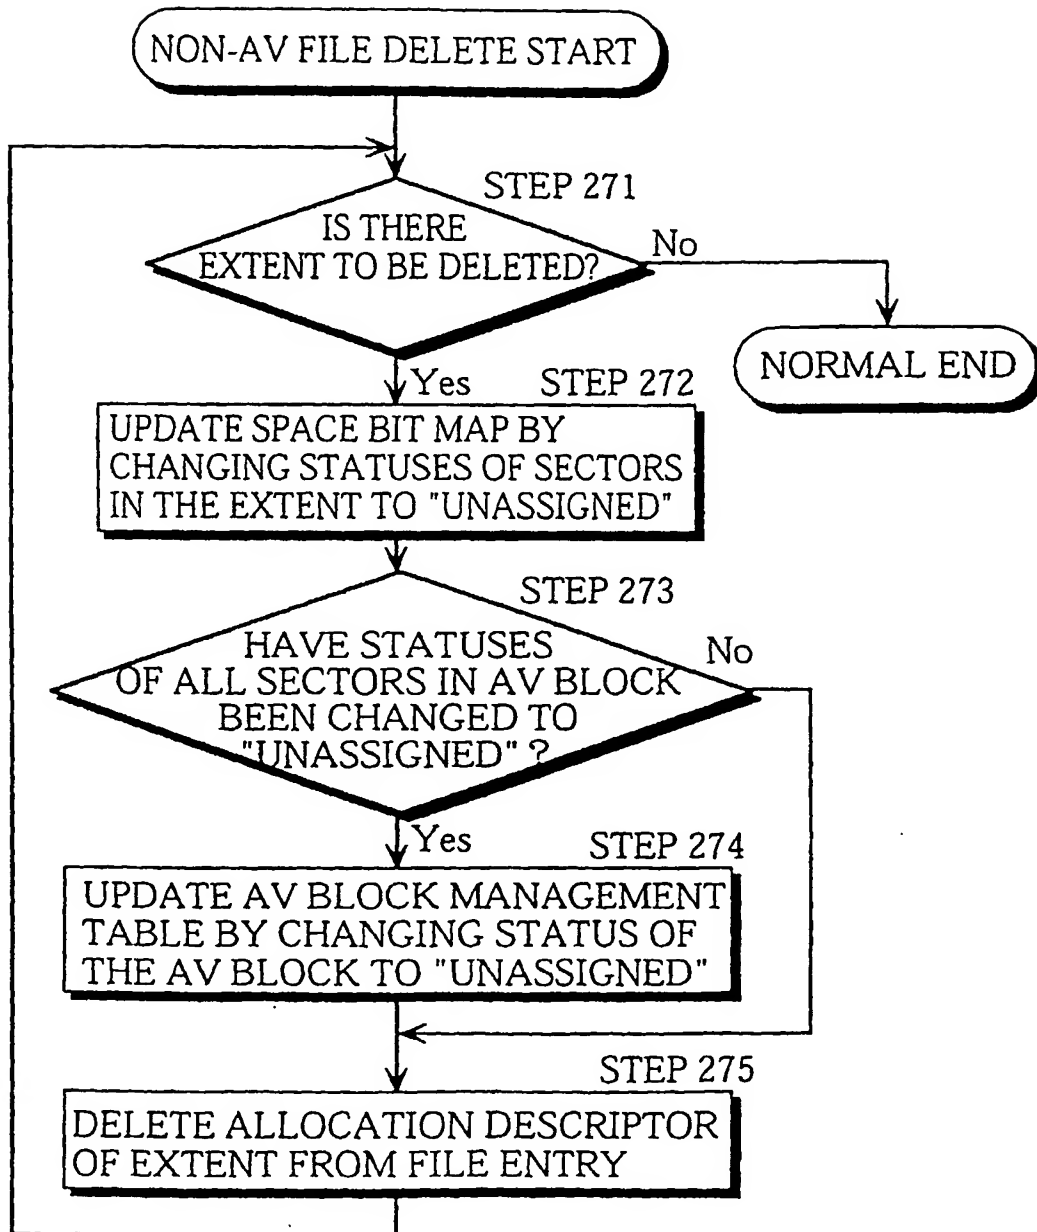 NON-AV FILE DELETE START
STEP 271
IS THERE
EXTENT TO BE DELETED?
No
NORMAL END
Yes
STEP 272
UPDATE SPACE BIT MAP BY
CHANGING STATUSES OF SECTORS
IN THE EXTENT TO "UNASSIGNED"
STEP 273
HAVE STATUSES
OF ALL SECTORS IN AV BLOCK
BEEN CHANGED TO
"UNASSIGNED" ?
No
Yes
STEP 274
UPDATE AV BLOCK MANAGEMENT
TABLE BY CHANGING STATUS OF
THE AV BLOCK TO "UNASSIGNED"
STEP 275
DELETE ALLOCATION DESCRIPTOR
OF EXTENT FROM FILE ENTRY